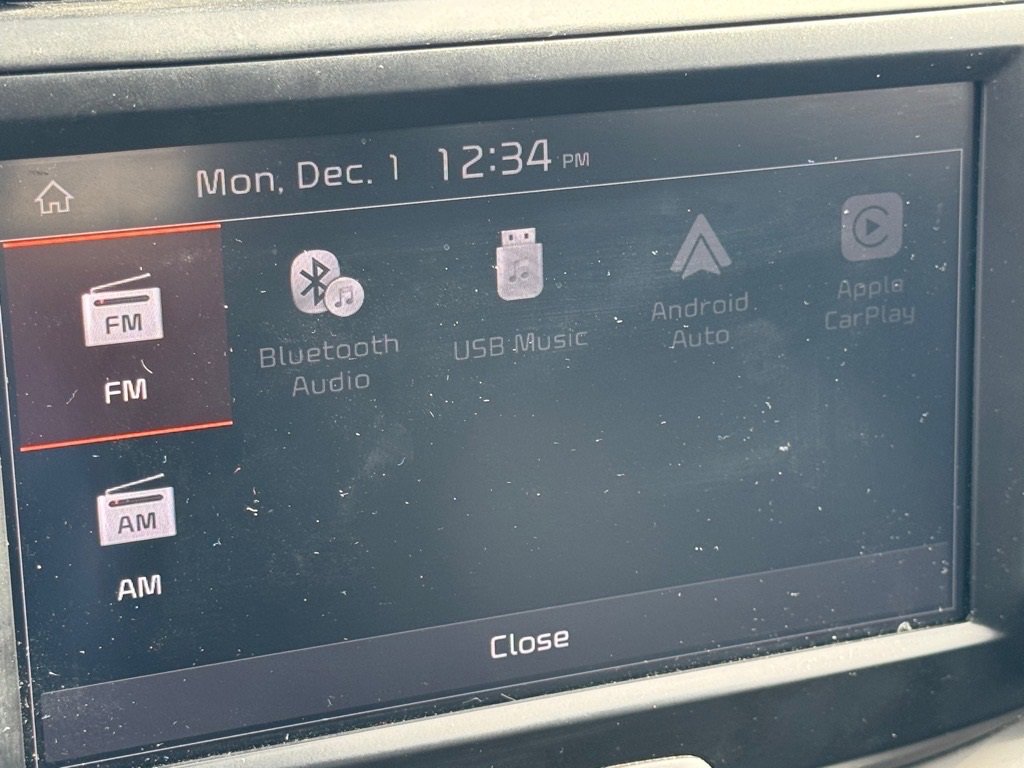 Mon, Dec. 1 12:34 PM
FM
FM
Bluetooth
Audio
USB Music
Android
Auto
Apple
CarPlay
AM
AM
Close